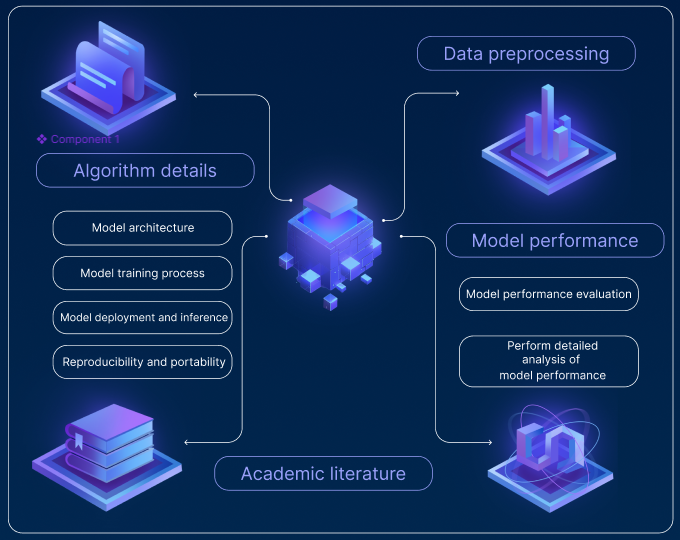 Data preprocessing
Component 1
Algorithm details
Model architecture
Model training process
Model deployment and inference
Reproducibility and portability
Model performance
Model performance evaluation
Perform detailed
analysis of
model performance
Academic literature